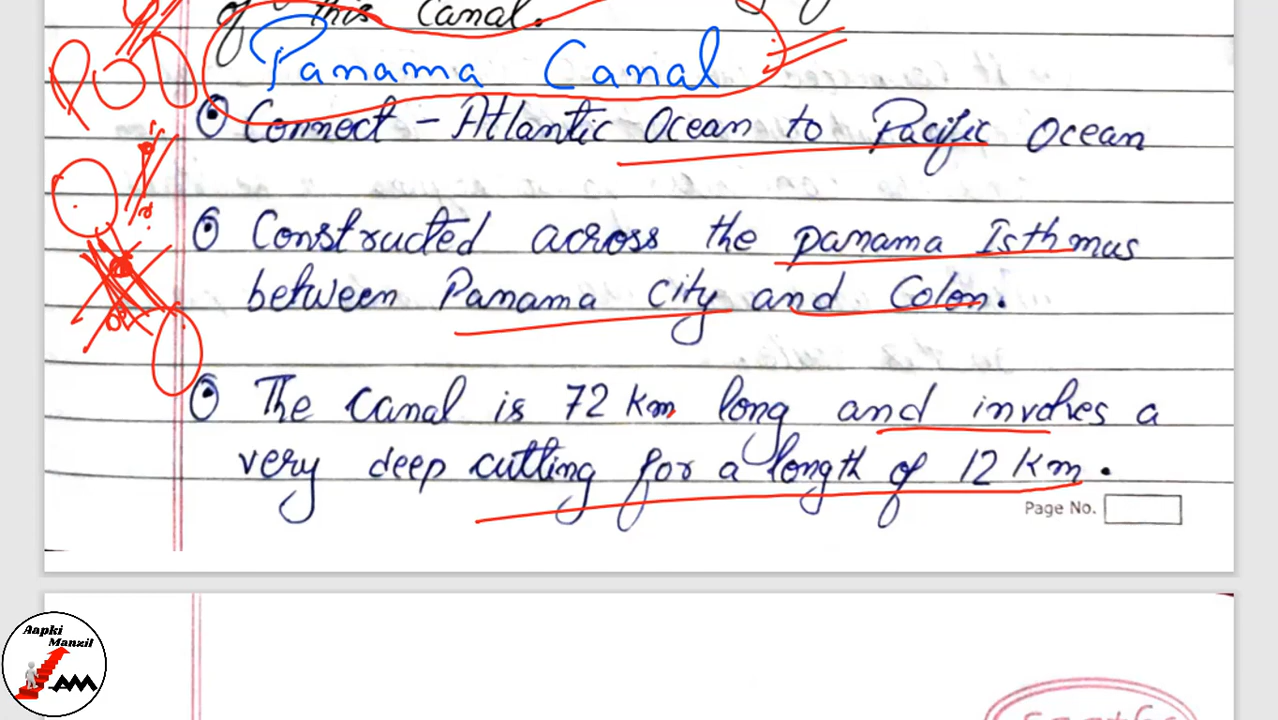 of this Canal.
Panama Canal
Connect - Atlantic Ocean to Pacific Ocean
Constructed across the panama Isthmus
between Panama City and Colon.
The Canal is 72 Km long and involves a
very deep cutting for a length of 12 Km.
Page No.
Aapki
Manzil
AM